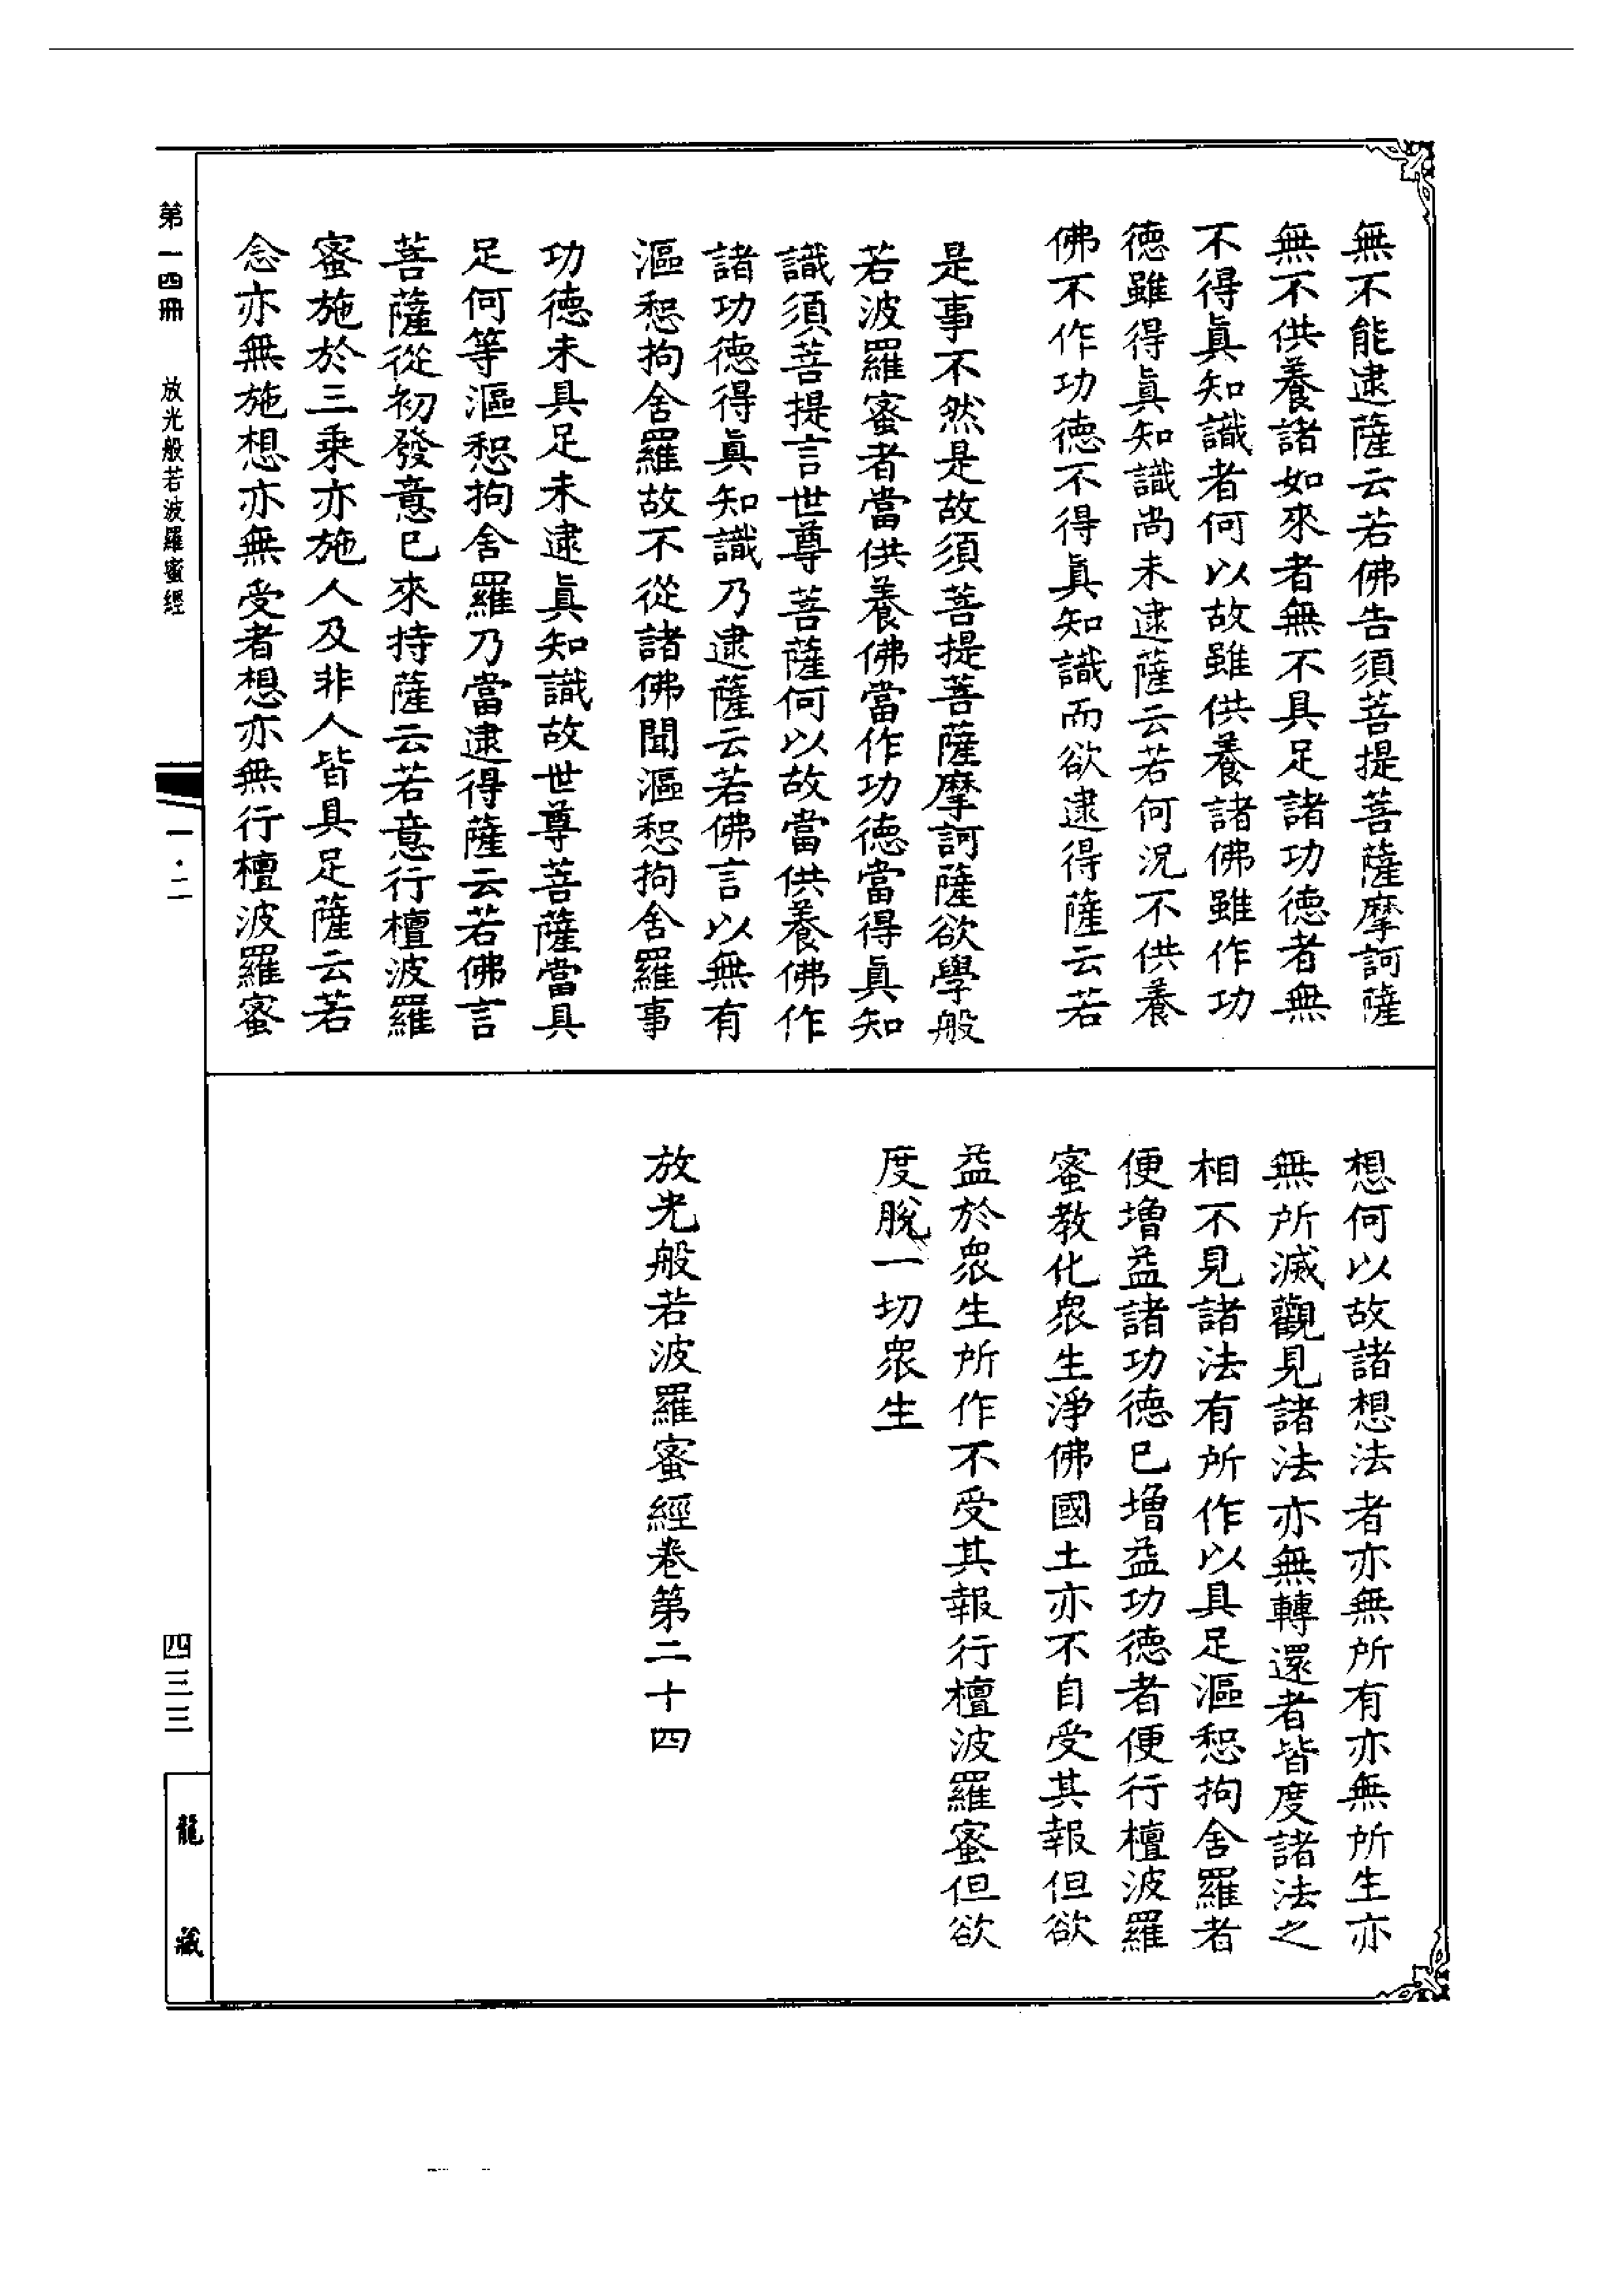 無不能逮薩云若佛告須菩提菩薩摩訶薩
無不供養諸如來者無不具足諸功德者無
不得眞知識者何以故雖供養諸佛雖作功
德雖得眞知識尚未逮薩云若何況不供養
佛不作功德不得眞知識而欲逮得薩云若
是事不然是故須菩提菩薩摩訶薩欲學般
若波羅蜜者當供養佛當作功德當得眞知
識須菩提言世尊菩薩何以故當供養佛作
諸功德得眞知識乃逮薩云若佛言以無有
漚惒拘舍羅故不從諸佛聞漚惒拘舍羅事
功德未具足未逮眞知識故世尊菩薩當具
足何等漚惒拘舍羅乃當逮得薩云若佛言
菩薩從初發意已來持薩云若意行檀波羅
蜜施於三乘亦施人及非人皆具足薩云若
念亦無施想亦無受者想亦無行檀波羅蜜
想何以故諸想法者亦無所有亦無所生亦
無所滅觀見諸法亦無轉還者皆度諸法之
相不見諸法有所作以具足漚惒拘舍羅者
便增益諸功德已增益功德者便行檀波羅
蜜教化衆生淨佛國土亦不自受其報但欲
益於衆生所作不受其報行檀波羅蜜但欲
度脫一切衆生
放光般若波羅蜜經卷第二十四
第一四冊 放光般若波羅蜜經
一·二
四三三
龍藏